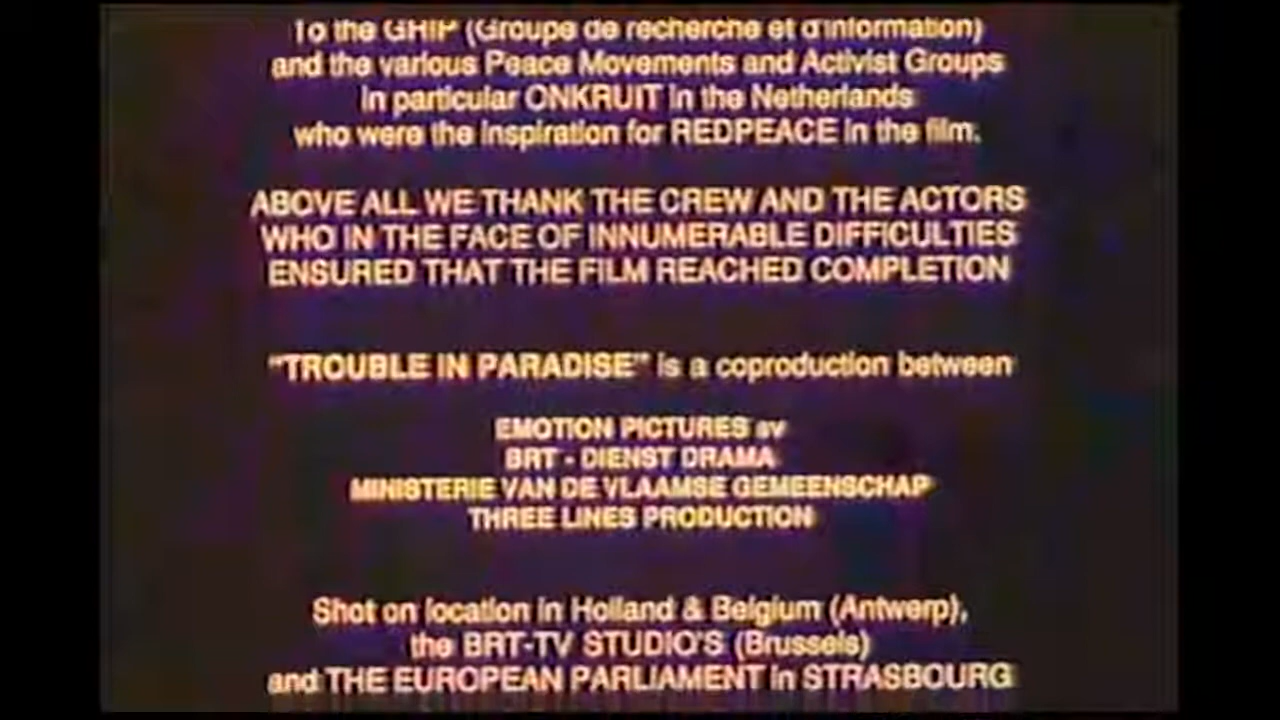 To the GRIP (Groupe de recherche et d'information)
and the various Peace Movements and Activist Groups
in particular ONKRUIT in the Netherlands
who were the inspiration for REDPEACE in the film.
ABOVE ALL WE THANK THE CREW AND THE ACTORS
WHO IN THE FACE OF INNUMERABLE DIFFICULTIES
ENSURED THAT THE FILM REACHED COMPLETION
"TROUBLE IN PARADISE" is a coproduction between
EMOTION PICTURES sv
BRT - DIENST DRAMA
MINISTERIE VAN DE VLAAMSE GEMEENSCHAP
THREE LINES PRODUCTION
Shot on location in Holland & Belgium (Antwerp),
the BRT-TV STUDIO'S (Brussels)
and THE EUROPEAN PARLIAMENT in STRASBOURG